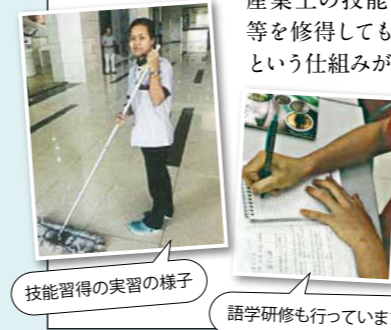 産業上の技能
等を修得しても
という仕組みが
技能習得の実習の様子
語学研修も行っていま